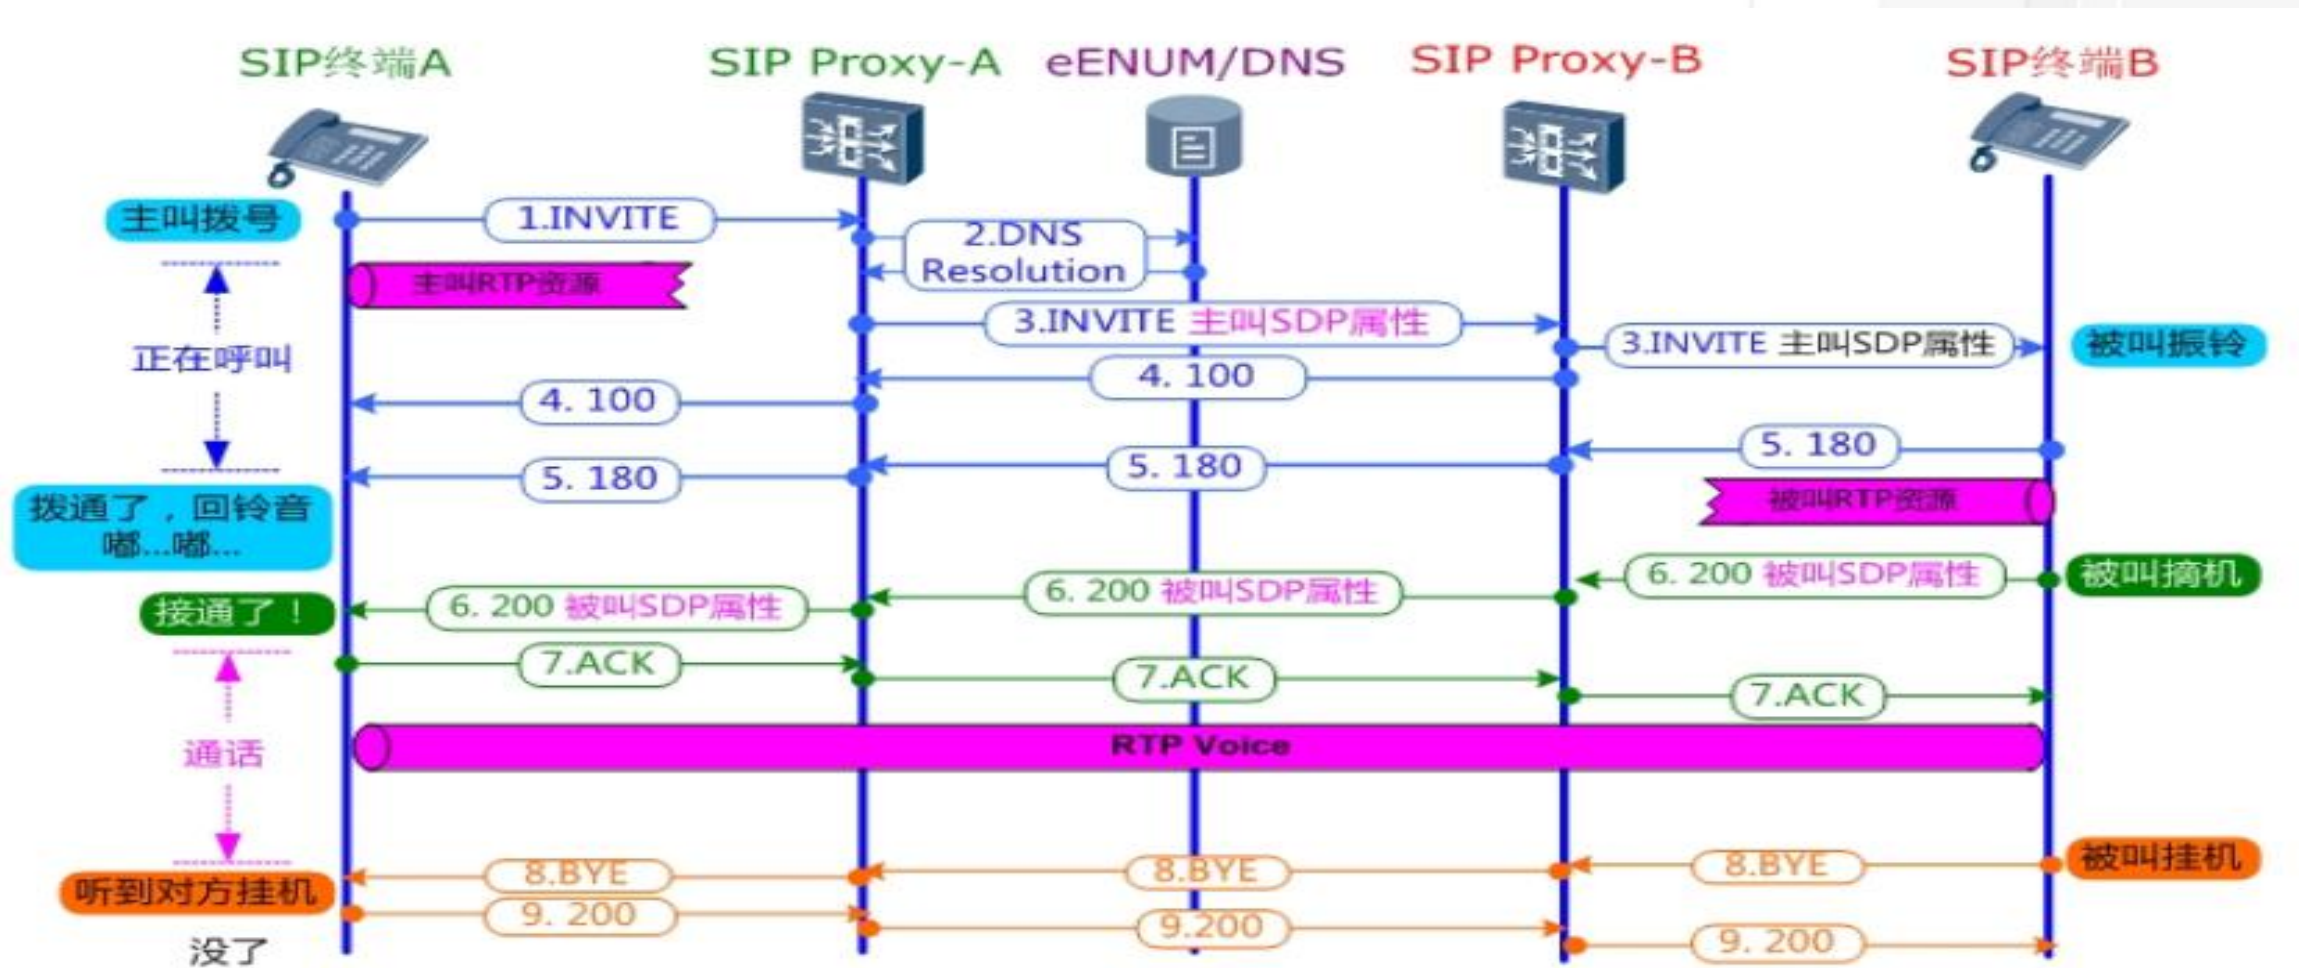 SIP终端A
SIP Proxy-A
eENUM/DNS
SIP Proxy-B
SIP终端B
主叫拨号
1.INVITE
2.DNS
Resolution
主叫RTP资源
3.INVITE 主叫SDP属性
3.INVITE 主叫SDP属性
被叫振铃
正在呼叫
4. 100
4. 100
5. 180
5. 180
5. 180
拨通了，回铃音
嘟...嘟...
被叫RTP资源
6. 200 被叫SDP属性
被叫摘机
6. 200 被叫SDP属性
6. 200 被叫SDP属性
接通了！
7.ACK
7.ACK
7.ACK
RTP Voice
通话
8.BYE
8.BYE
8.BYE
被叫挂机
听到对方挂机
9. 200
9.200
9. 200
没了